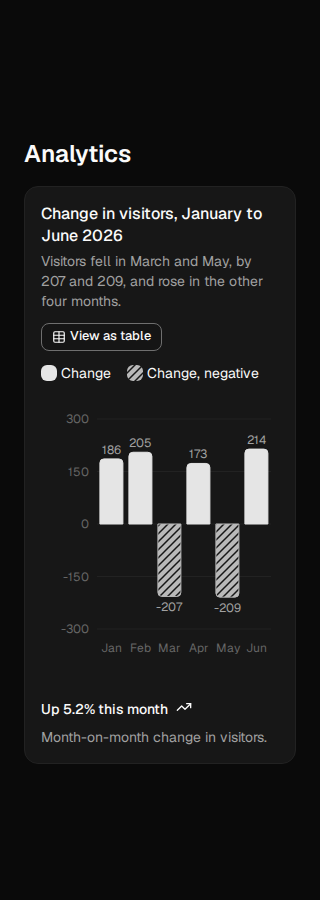 Analytics
Change in visitors, January to
June 2026
Visitors fell in March and May, by
207 and 209, and rose in the other
four months.
View as table
Change
Change, negative
300
150
0
-150
-300
186
205
-207
173
-209
214
Jan
Feb
Mar
Apr
May
Jun
Up 5.2% this month
Month-on-month change in visitors.